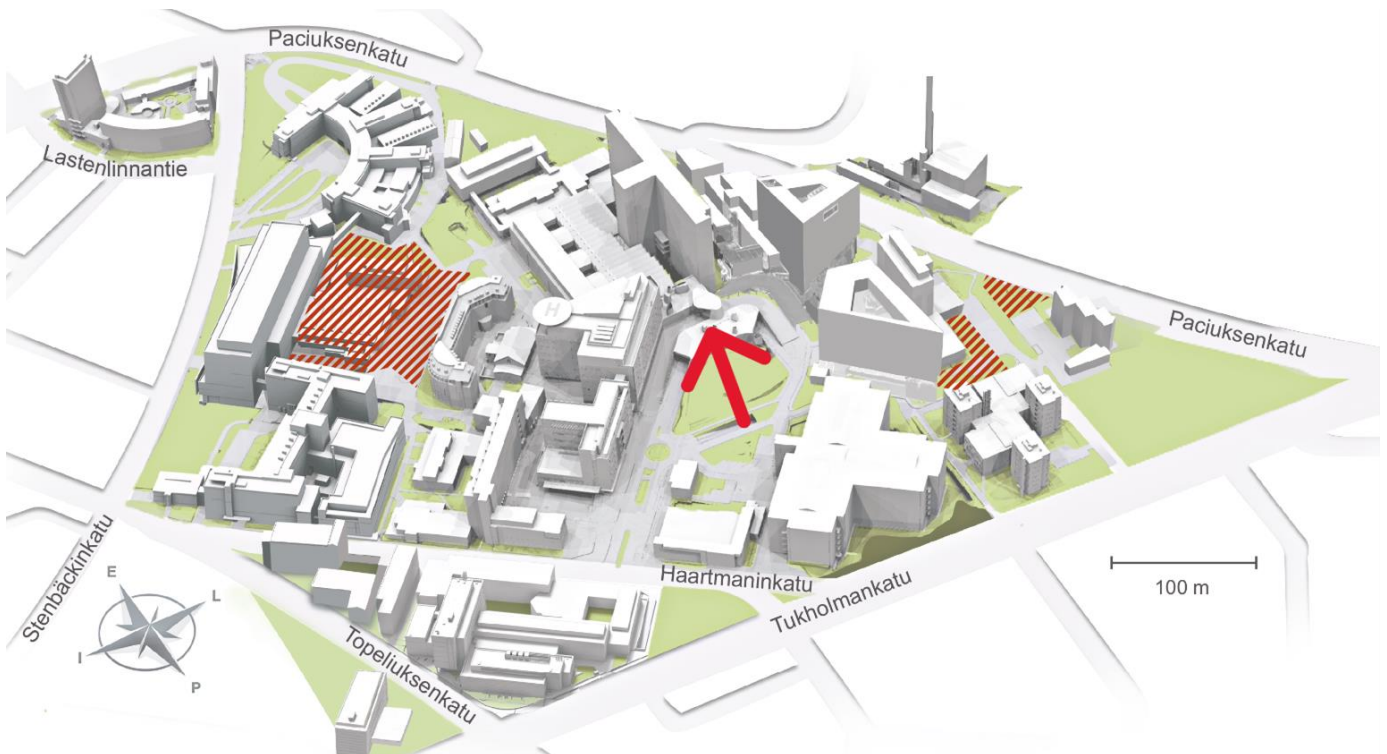 Paciuksenkatu
Lastenlinnantie
H
Paciuksenkatu
Stenbäckinkatu
Haartmaninkatu
Tukholmankatu
Topeliuksenkatu
100 m
E
L
I
P